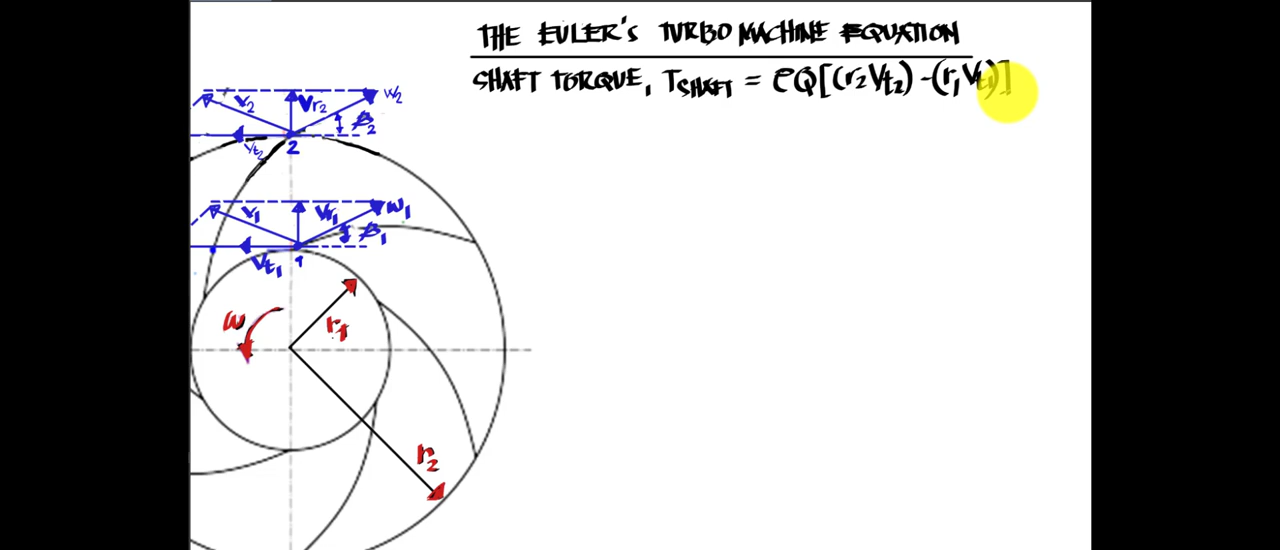 THE EULER'S TURBO MACHINE EQUATION
SHAFT TORQUE, T_SHAFT = ρQ[(r₂Vt₂) - (r₁Vt₁)]
V₂ Vr₂ W₂
β₂
Vt₂ 2
V₁ Vr₁ W₁
β₁
Vt₁ 1
ω
r₁
r₂